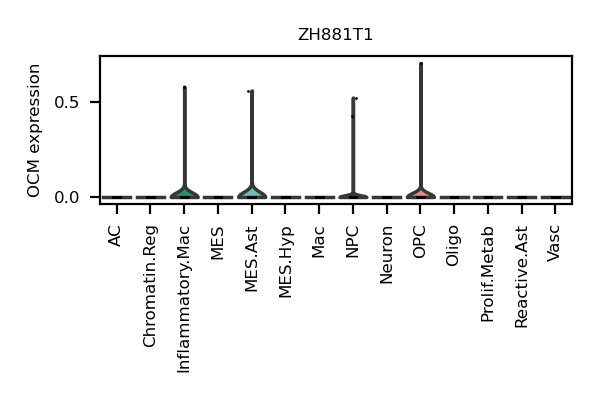 ZH881T1
OCM expression
0.5
0.0
AC
Chromatin.Reg
Inflammatory.Mac
MES
MES.Ast
MES.Hyp
Mac
NPC
Neuron
OPC
Oligo
Prolif.Metab
Reactive.Ast
Vasc